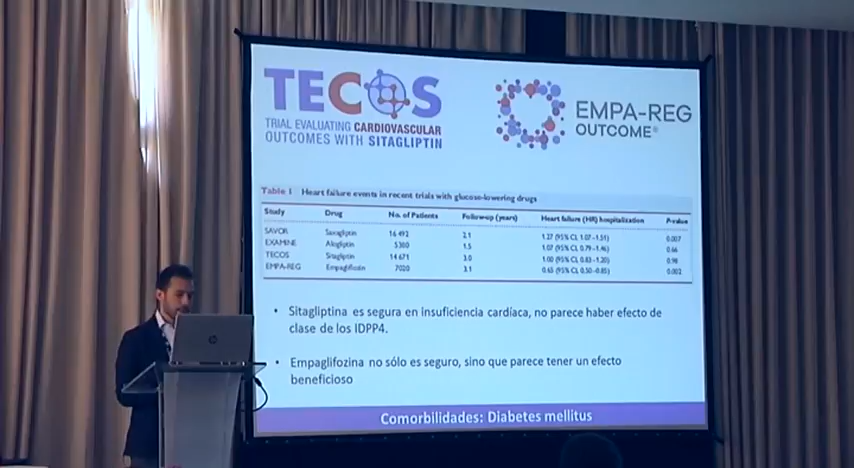 TECOS
TRIAL EVALUATING CARDIOVASCULAR
OUTCOMES WITH SITAGLIPTIN
EMPA-REG
OUTCOME®
Table 1 Heart failure events in recent trials with glucose-lowering drugs
Study Drug No. of Patients Follow-up (years) Heart failure (HR) hospitalization P-value
SAVOR Saxagliptin 16 492 2.1 1.27 (95% CI, 1.07–1.51) 0.007
EXAMINE Alogliptin 5380 1.5 1.07 (95% CI, 0.79–1.46) 0.66
TECOS Sitagliptin 14 671 3.0 1.00 (95% CI, 0.83–1.20) 0.98
EMPA-REG Empagliflozin 7020 3.1 0.65 (95% CI, 0.50–0.85) 0.002
• Sitagliptina es segura en insuficiencia cardíaca, no parece haber efecto de
clase de los IDPP4.
• Empaglifozina no sólo es seguro, sino que parece tener un efecto
beneficioso
Comorbilidades: Diabetes mellitus
hp